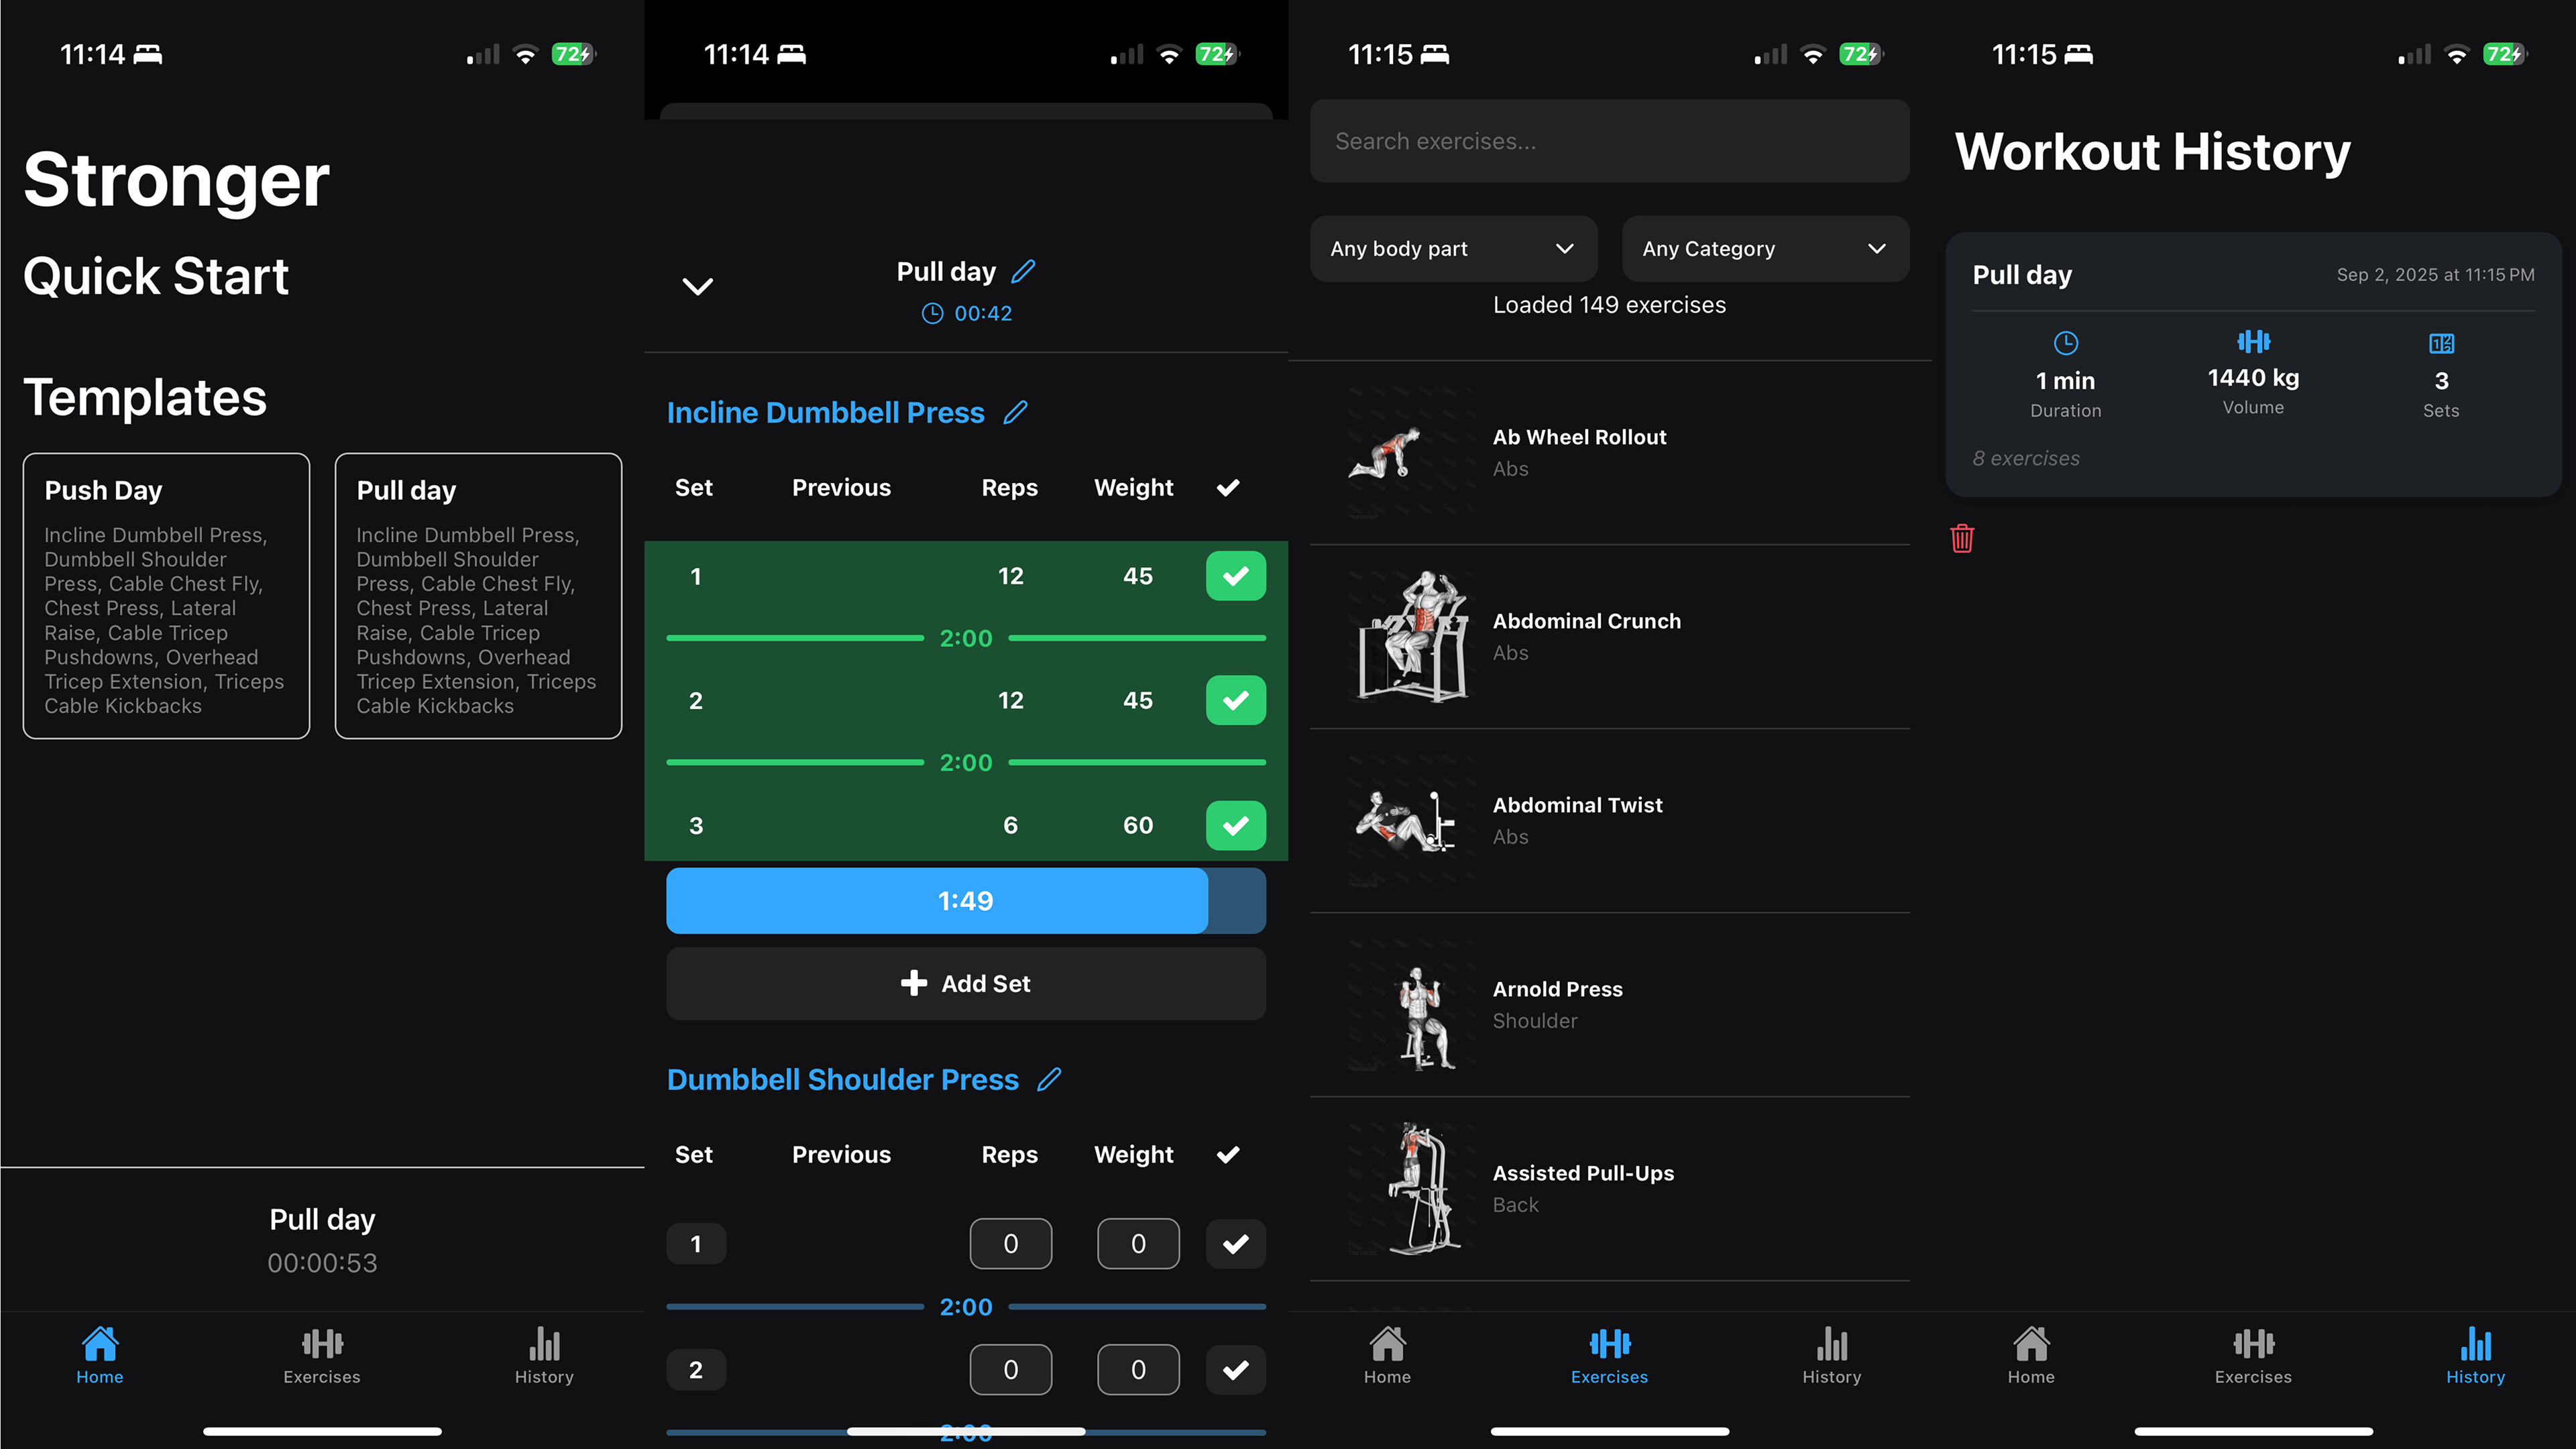 11:14
72
Stronger
Quick Start
Templates
Push Day
Incline Dumbbell Press,
Dumbbell Shoulder
Press, Cable Chest Fly,
Chest Press, Lateral
Raise, Cable Tricep
Pushdowns, Overhead
Tricep Extension, Triceps
Cable Kickbacks
Pull day
Incline Dumbbell Press,
Dumbbell Shoulder
Press, Cable Chest Fly,
Chest Press, Lateral
Raise, Cable Tricep
Pushdowns, Overhead
Tricep Extension, Triceps
Cable Kickbacks
Pull day
00:00:53
Home Exercises History
11:14
72
Pull day
00:42
Incline Dumbbell Press
Set Previous Reps Weight
1 12 45
2:00
2 12 45
2:00
3 6 60
1:49
Add Set
Dumbbell Shoulder Press
Set Previous Reps Weight
1 0 0
2:00
2 0 0
2:00
11:15
72
Search exercises...
Any body part
Any Category
Loaded 149 exercises
Ab Wheel Rollout
Abs
Abdominal Crunch
Abs
Abdominal Twist
Abs
Arnold Press
Shoulder
Assisted Pull-Ups
Back
Home Exercises History
11:15
72
Workout History
Pull day
Sep 2, 2025 at 11:15 PM
1 min
Duration
1440 kg
Volume
3
Sets
8 exercises
Home Exercises History